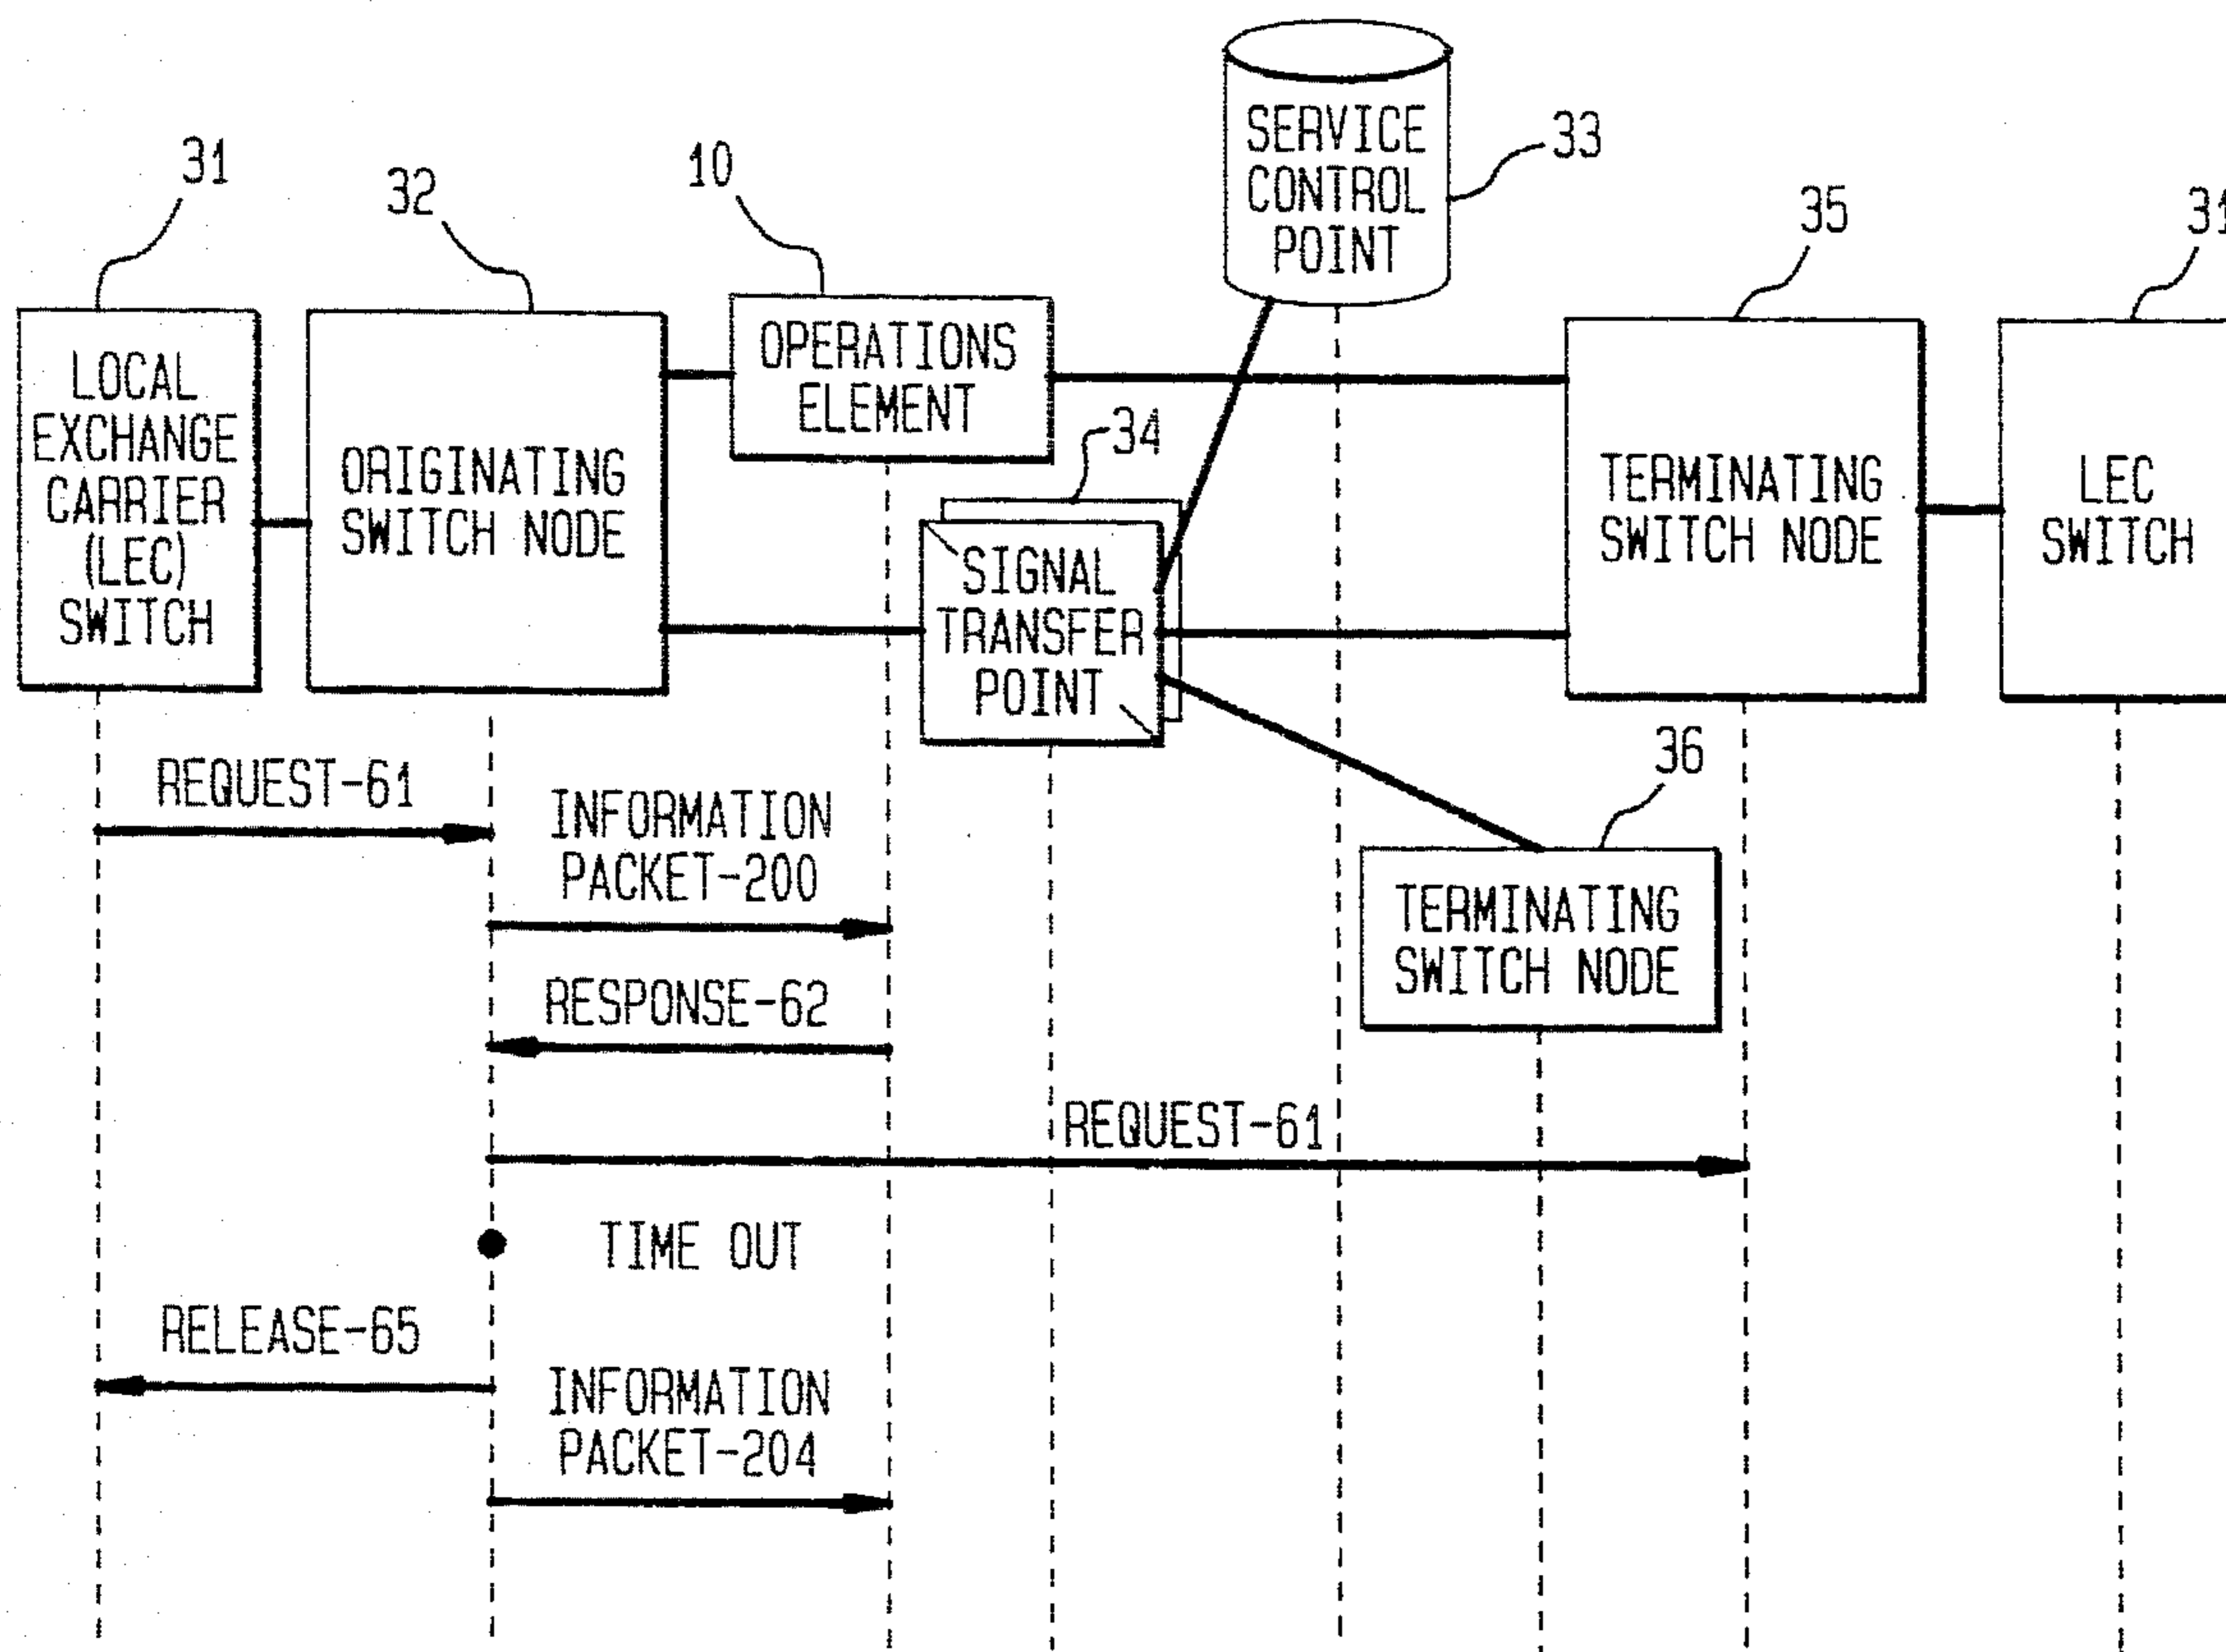 31
32
10
SERVICE
CONTROL
POINT
33
35
31
LOCAL
EXCHANGE
CARRIER
(LEC)
SWITCH
ORIGINATING
SWITCH NODE
OPERATIONS
ELEMENT
34
SIGNAL
TRANSFER
POINT
TERMINATING
SWITCH NODE
LEC
SWITCH
36
TERMINATING
SWITCH NODE
REQUEST-61
INFORMATION
PACKET-200
RESPONSE-62
REQUEST-61
TIME OUT
RELEASE-65
INFORMATION
PACKET-204